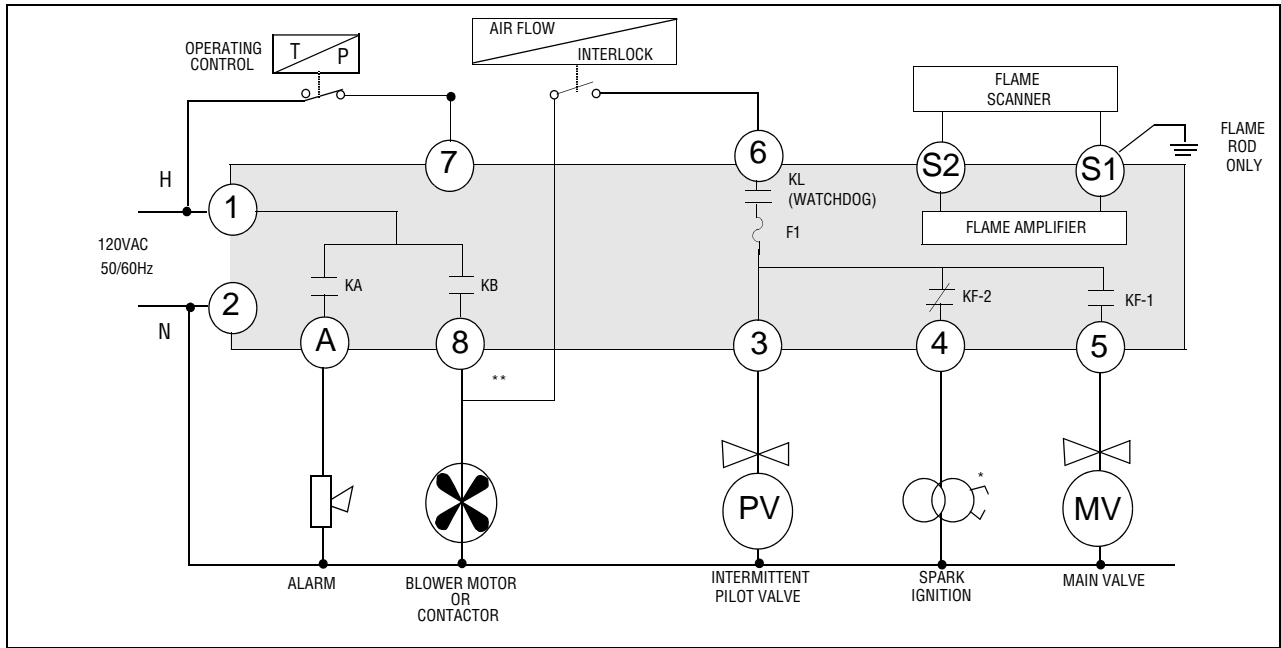 AIR FLOW
INTERLOCK
OPERATING
CONTROL
T
P
FLAME
SCANNER
FLAME
ROD
ONLY
7
6
S2
S1
H
1
KL
(WATCHDOG)
F1
FLAME AMPLIFIER
120VAC
50/60Hz
KA
KB
KF-2
KF-1
2
N
A
8
3
4
5
**
*
PV
MV
ALARM
BLOWER MOTOR
OR
CONTACTOR
INTERMITTENT
PILOT VALVE
SPARK
IGNITION
MAIN VALVE